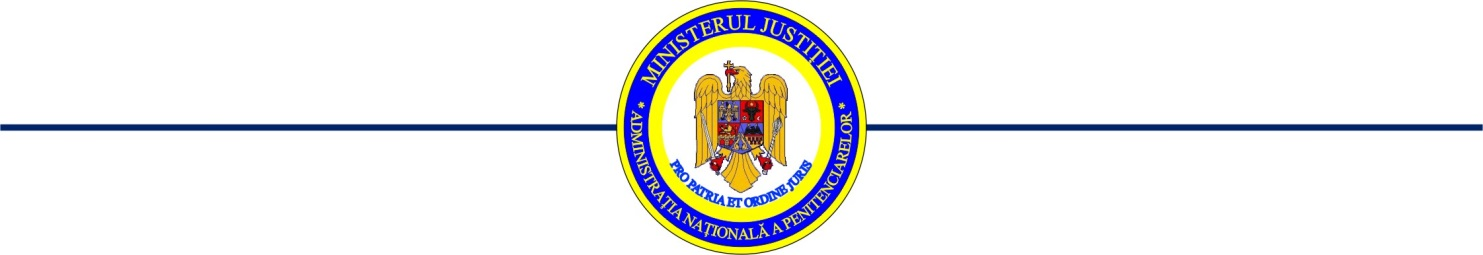 MINISTERUL JUSTIȚIEI
* ADMINISTRAȚIA NAȚIONALĂ A PENITENCIARELOR *
PRO PATRIA ET ORDINE JURIS